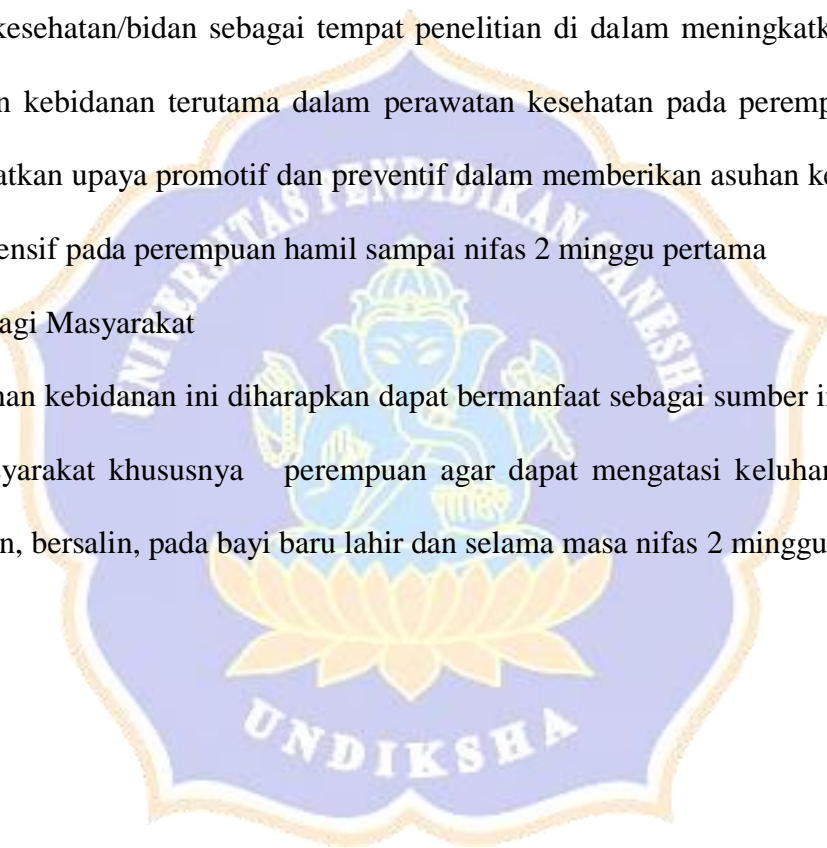 kesehatan/bidan sebagai tempat penelitian di dalam meningkatk
n kebidanan terutama dalam perawatan kesehatan pada peremp
atkan upaya promotif dan preventif dalam memberikan asuhan ke
ensif pada perempuan hamil sampai nifas 2 minggu pertama
agi Masyarakat
han kebidanan ini diharapkan dapat bermanfaat sebagai sumber i
syarakat khususnya perempuan agar dapat mengatasi keluhan
n, bersalin, pada bayi baru lahir dan selama masa nifas 2 minggu
UNIVERSITAS PENDIDIKAN GANESHA
UNDIKSHA